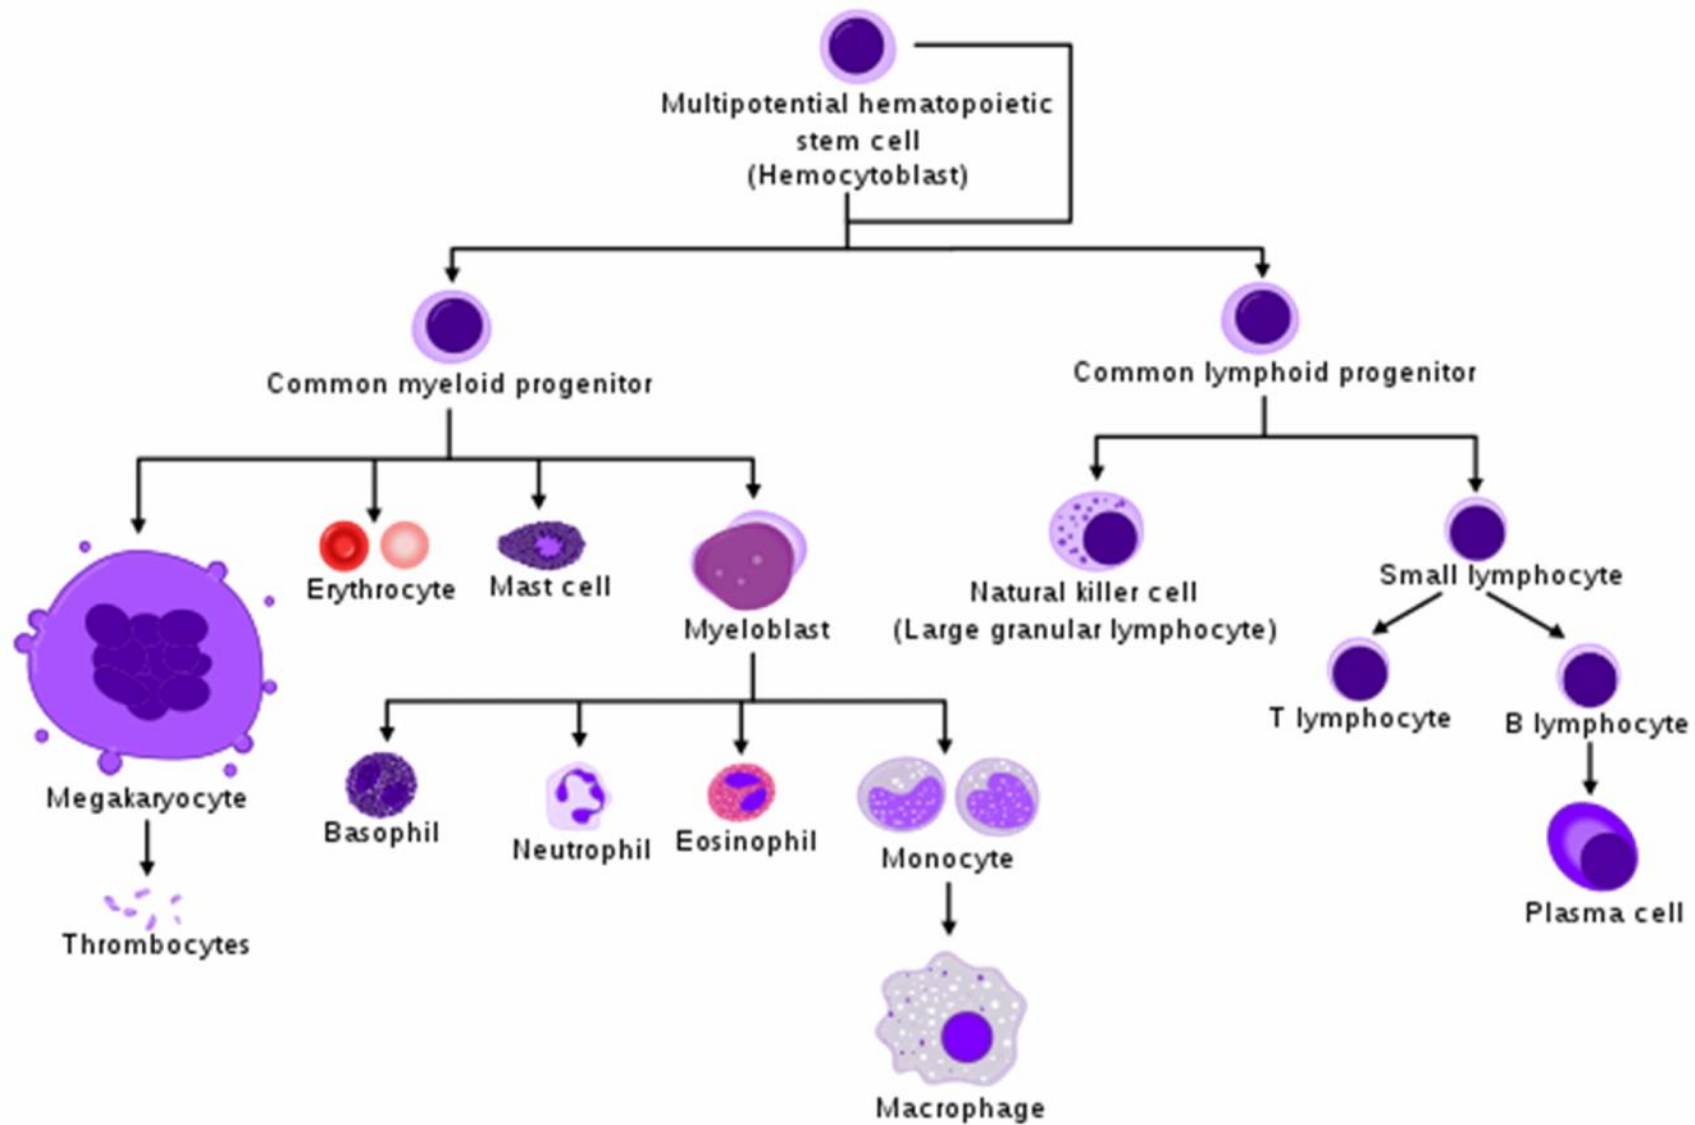 Multipotential hematopoietic
stem cell
(Hemocytoblast)
Common myeloid progenitor
Common lymphoid progenitor
Erythrocyte
Mast cell
Myeloblast
Natural killer cell
(Large granular lymphocyte)
Small lymphocyte
T lymphocyte
B lymphocyte
Megakaryocyte
Basophil
Neutrophil
Eosinophil
Monocyte
Plasma cell
Thrombocytes
Macrophage